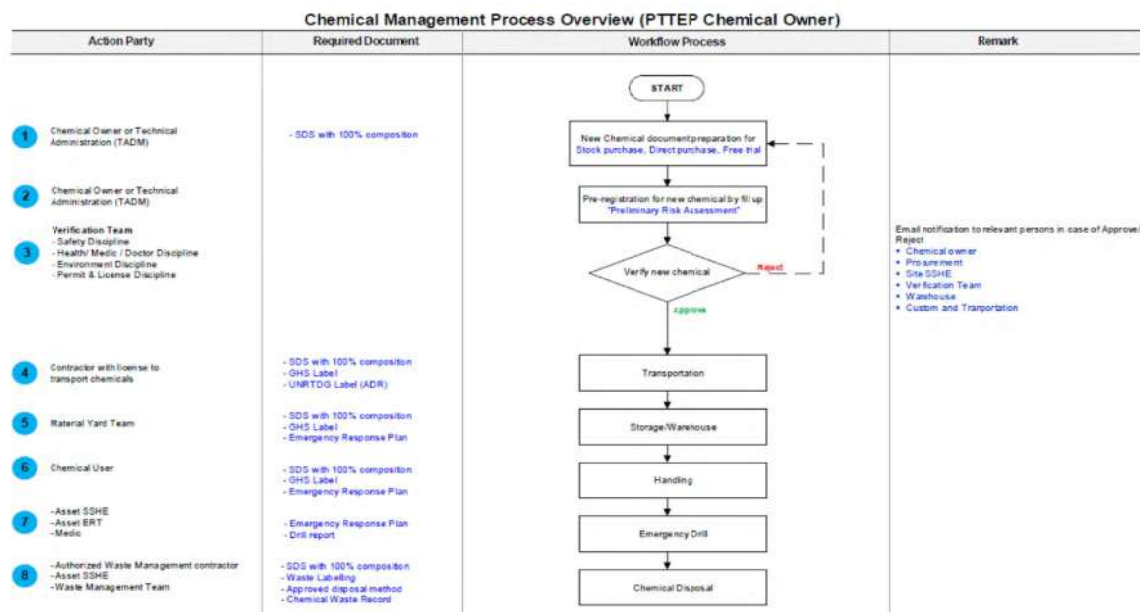 Chemical Management Process Overview (PTTEP Chemical Owner)
Action Party
Required Document
Workflow Process
Remark
START
1
Chemical Owner or Technical
Administration (TADM)
- SDS with 100% composition
New Chemical document preparation for
Stock purchase, Direct purchase, Free trial
2
Chemical Owner or Technical
Administration (TADM)
Pre-registration for new chemical by fill up
"Preliminary Risk Assessment"
3
Verification Team
- Safety Discipline
- Health/ Medic / Doctor Discipline
- Environment Discipline
- Permit & License Discipline
Verify new chemical
Reject
Approve
Email notification to relevant persons in case of Approve/
Reject
• Chemical owner
• Procurement
• Site SSHE
• Verification Team
• Warehouse
• Custom and Tranportation
4
Contractor with license to
transport chemicals
- SDS with 100% composition
- GHS Label
- UNRTDG Label (ADR)
Transportation
5
Material Yard Team
- SDS with 100% composition
- GHS Label
- Emergency Response Plan
Storage/Warehouse
6
Chemical User
- SDS with 100% composition
- GHS Label
- Emergency Response Plan
Handling
7
-Asset SSHE
-Asset ERT
-Medic
- Emergency Response Plan
- Drill report
Emergency Drill
8
-Authorized Waste Management contractor
-Asset SSHE
-Waste Management Team
- SDS with 100% composition
- Waste Labelling
- Approved disposal method
- Chemical Waste Record
Chemical Disposal